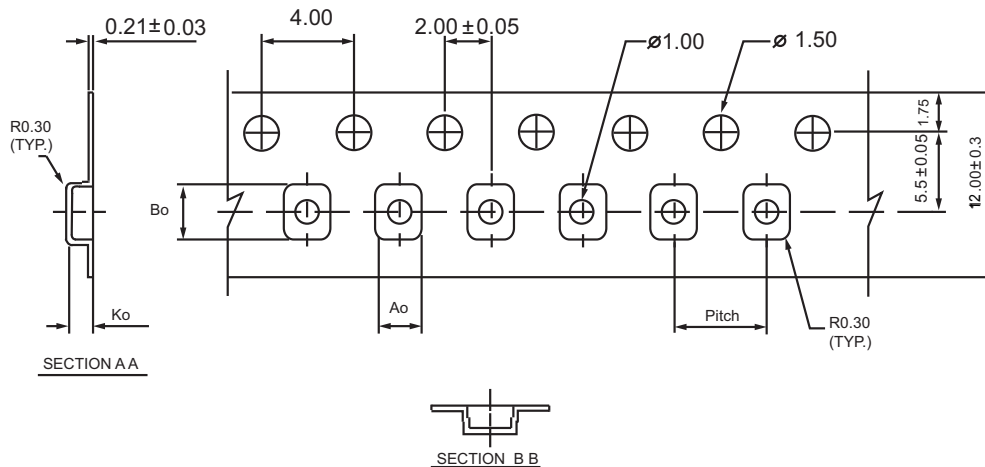 0.21±0.03
4.00
2.00±0.05
ø1.00
ø 1.50
R0.30
(TYP.)
1.75
5.5±0.05
12.00±0.3
Bo
Ko
Ao
Pitch
R0.30
(TYP.)
SECTION A A
SECTION B B